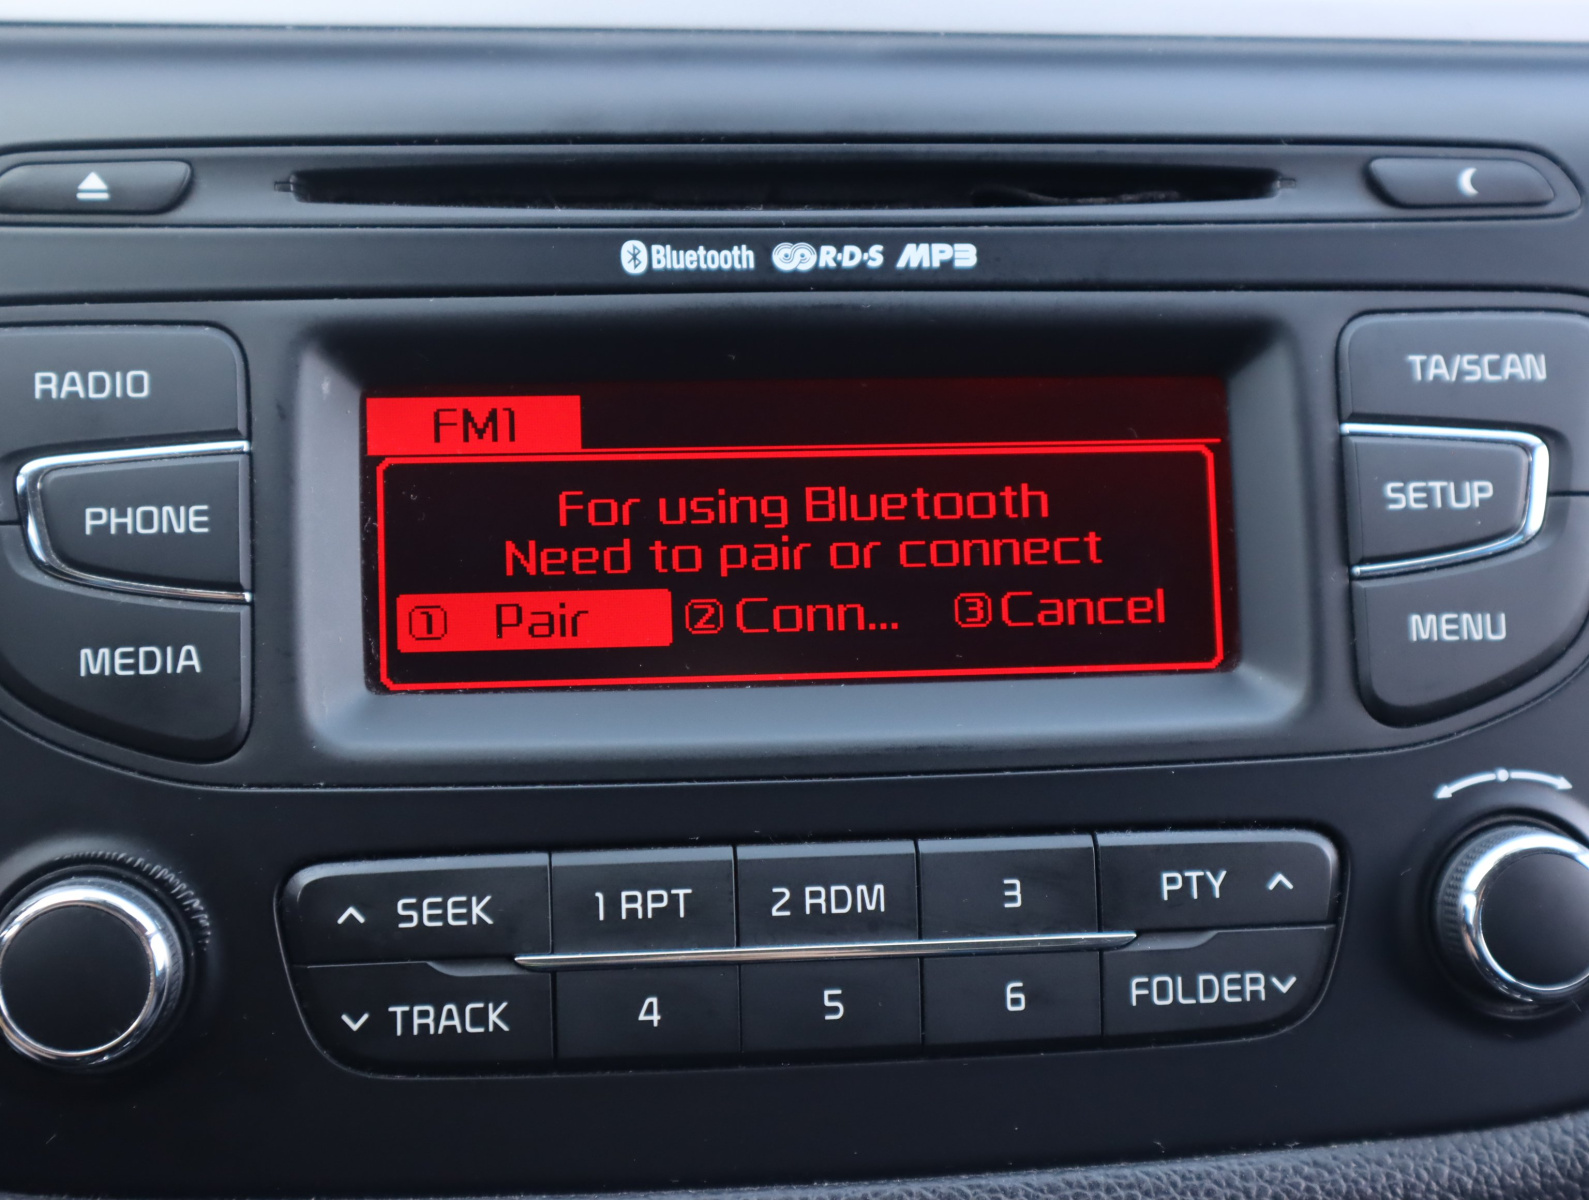 Bluetooth R·D·S MP3
RADIO
PHONE
MEDIA
FM1
For using Bluetooth
Need to pair or connect
① Pair ② Conn... ③ Cancel
TA/SCAN
SETUP
MENU
SEEK 1 RPT 2 RDM 3 PTY
TRACK 4 5 6 FOLDER